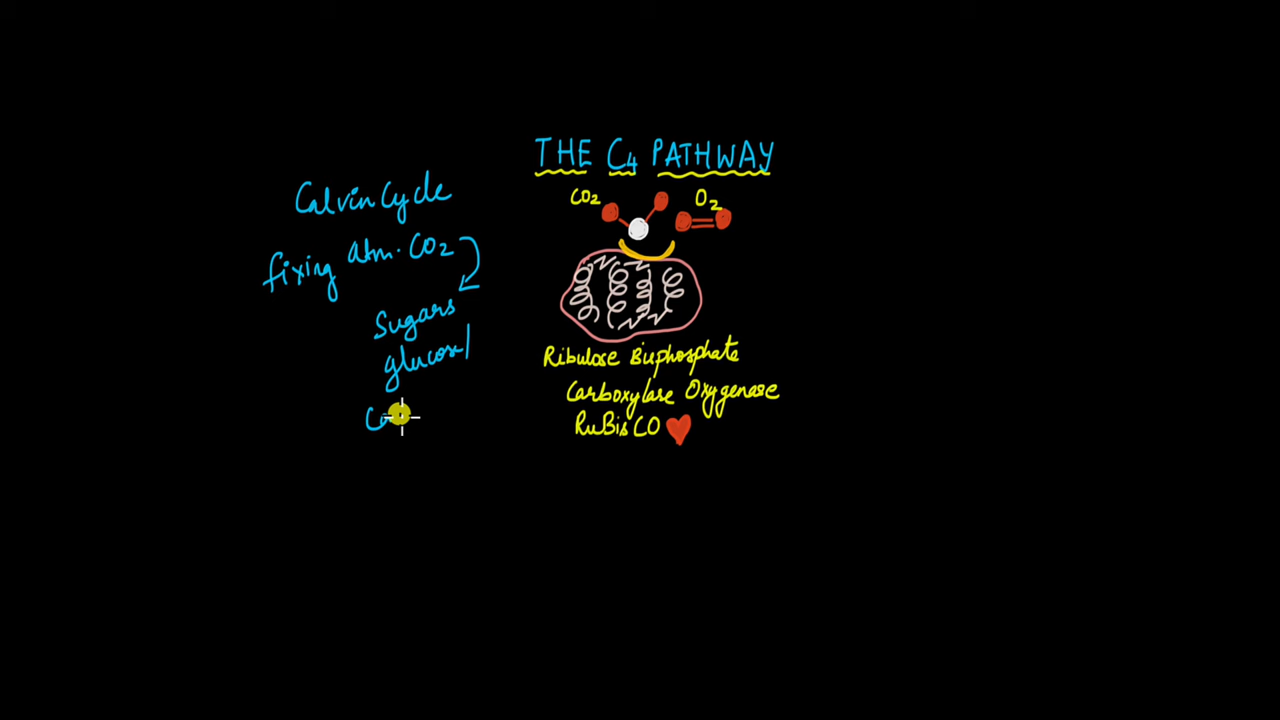 THE C4 PATHWAY
CO2 O2
Calvin Cycle
fixing atm. CO2
Sugars
glucose/
Ribulose Bisphosphate
Carboxylase Oxygenase
RuBisCO